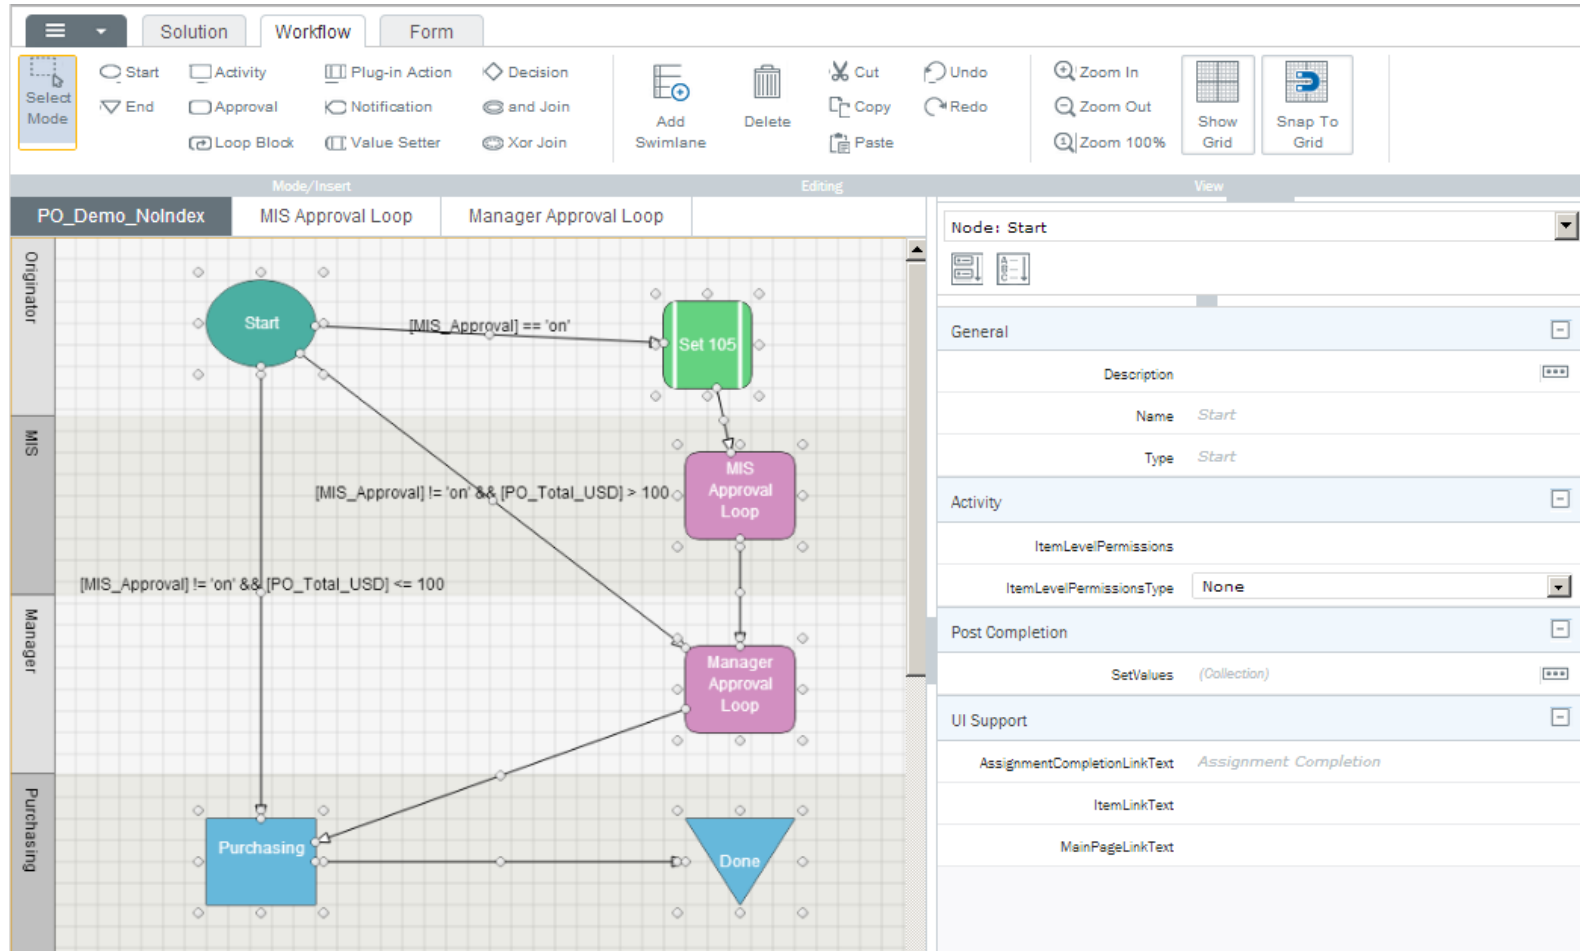 Solution Workflow Form
Select Mode
Start Activity Plug-in Action Decision
End Approval Notification and Join
Loop Block Value Setter Xor Join
Add Swimlane
Delete
Cut
Copy
Paste
Undo
Redo
Zoom In
Zoom Out
Zoom 100%
Show Grid
Snap To Grid
Mode/Insert Editing View
PO_Demo_NoIndex MIS Approval Loop Manager Approval Loop
Originator
Start
[MIS_Approval] == 'on'
Set 105
MIS
MIS
Approval
Loop
[MIS_Approval] != 'on' && [PO_Total_USD] > 100
[MIS_Approval] != 'on' && [PO_Total_USD] <= 100
Manager
Manager
Approval
Loop
Purchasing
Purchasing
Done
Node: Start
General
Description
Name Start
Type Start
Activity
ItemLevelPermissions
ItemLevelPermissionsType None
Post Completion
SetValues (Collection)
UI Support
AssignmentCompletionLinkText Assignment Completion
ItemLinkText
MainPageLinkText